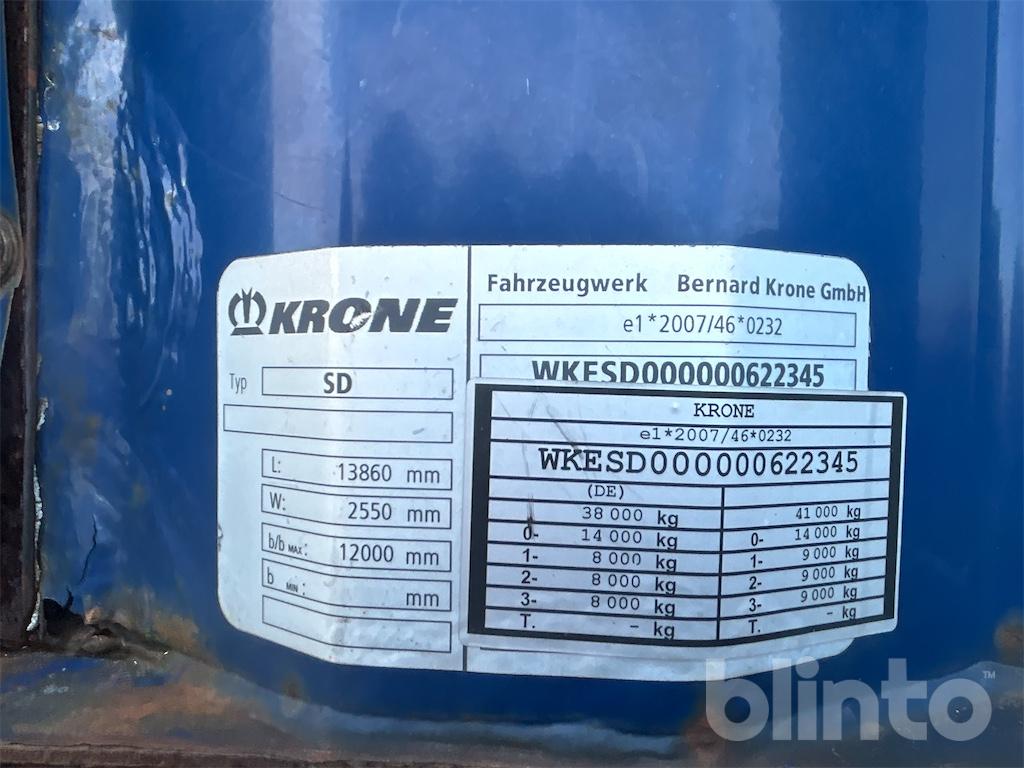 KRONE
Typ SD
L: 13860 mm
W: 2550 mm
b/b MAX: 12000 mm
b MIN: mm
Fahrzeugwerk Bernard Krone GmbH
e1*2007/46*0232
WKESD000000622345
KRONE
e1*2007/46*0232
WKESD000000622345
(DE)
38 000 kg 41 000 kg
0- 14 000 kg 0- 14 000 kg
1- 8 000 kg 1- 9 000 kg
2- 8 000 kg 2- 9 000 kg
3- 8 000 kg 3- 9 000 kg
T. - kg T. - kg
blinto™